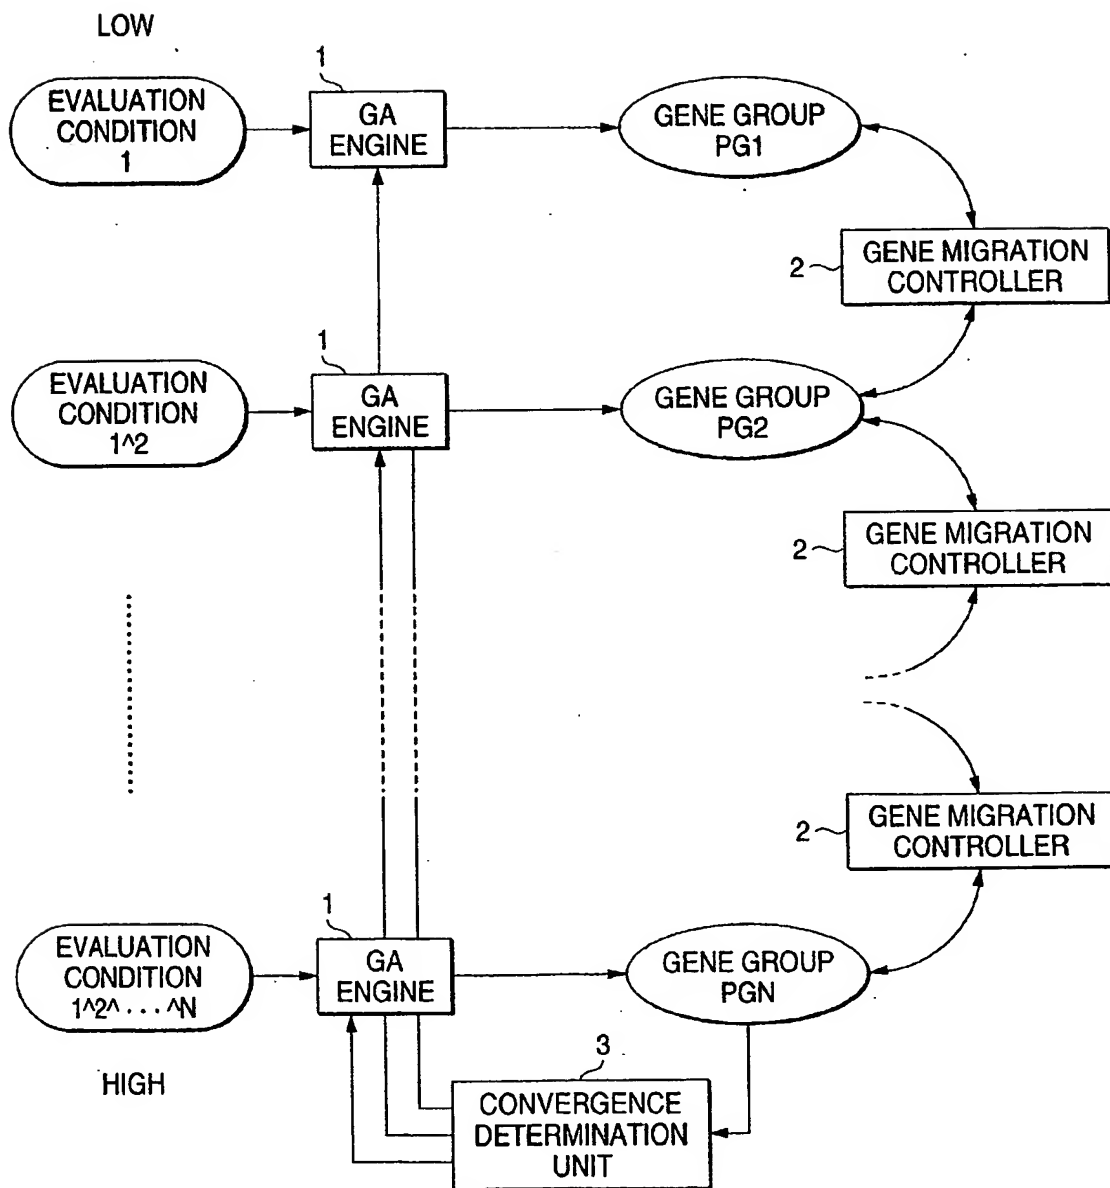 LOW
EVALUATION
CONDITION
1
1
GA
ENGINE
GENE GROUP
PG1
2
GENE MIGRATION
CONTROLLER
EVALUATION
CONDITION
1^2
1
GA
ENGINE
GENE GROUP
PG2
2
GENE MIGRATION
CONTROLLER
2
GENE MIGRATION
CONTROLLER
EVALUATION
CONDITION
1^2^ . . . ^N
1
GA
ENGINE
GENE GROUP
PGN
HIGH
3
CONVERGENCE
DETERMINATION
UNIT